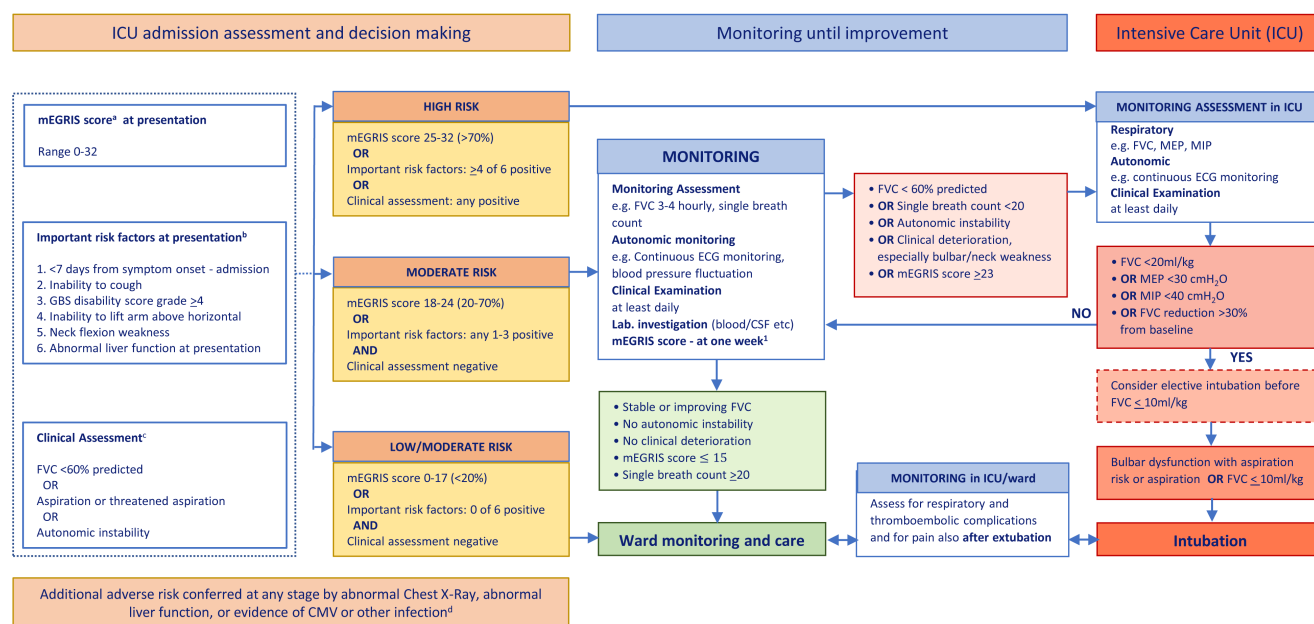 ICU admission assessment and decision making
Monitoring until improvement
Intensive Care Unit (ICU)
mEGRIS scoreᵃ at presentation
Range 0-32
Important risk factors at presentationᵇ
1. <7 days from symptom onset - admission
2. Inability to cough
3. GBS disability score grade ≥4
4. Inability to lift arm above horizontal
5. Neck flexion weakness
6. Abnormal liver function at presentation
Clinical Assessmentᶜ
FVC <60% predicted
OR
Aspiration or threatened aspiration
OR
Autonomic instability
HIGH RISK
mEGRIS score 25-32 (>70%)
OR
Important risk factors: ≥4 of 6 positive
OR
Clinical assessment: any positive
MODERATE RISK
mEGRIS score 18-24 (20-70%)
OR
Important risk factors: any 1-3 positive
AND
Clinical assessment negative
LOW/MODERATE RISK
mEGRIS score 0-17 (<20%)
OR
Important risk factors: 0 of 6 positive
AND
Clinical assessment negative
Additional adverse risk conferred at any stage by abnormal Chest X-Ray, abnormal
liver function, or evidence of CMV or other infectionᵈ
MONITORING
Monitoring Assessment
e.g. FVC 3-4 hourly, single breath
count
Autonomic monitoring
e.g. Continuous ECG monitoring,
blood pressure fluctuation
Clinical Examination
at least daily
Lab. investigation (blood/CSF etc)
mEGRIS score - at one week¹
• Stable or improving FVC
• No autonomic instability
• No clinical deterioration
• mEGRIS score ≤ 15
• Single breath count ≥20
Ward monitoring and care
• FVC < 60% predicted
• OR Single breath count <20
• OR Autonomic instability
• OR Clinical deterioration,
especially bulbar/neck weakness
• OR mEGRIS score ≥23
NO
MONITORING in ICU/ward
Assess for respiratory and
thromboembolic complications
and for pain also after extubation
MONITORING ASSESSMENT in ICU
Respiratory
e.g. FVC, MEP, MIP
Autonomic
e.g. continuous ECG monitoring
Clinical Examination
at least daily
• FVC <20ml/kg
• OR MEP <30 cmH₂O
• OR MIP <40 cmH₂O
• OR FVC reduction >30%
from baseline
YES
Consider elective intubation before
FVC ≤10ml/kg
Bulbar dysfunction with aspiration
risk or aspiration OR FVC ≤10ml/kg
Intubation